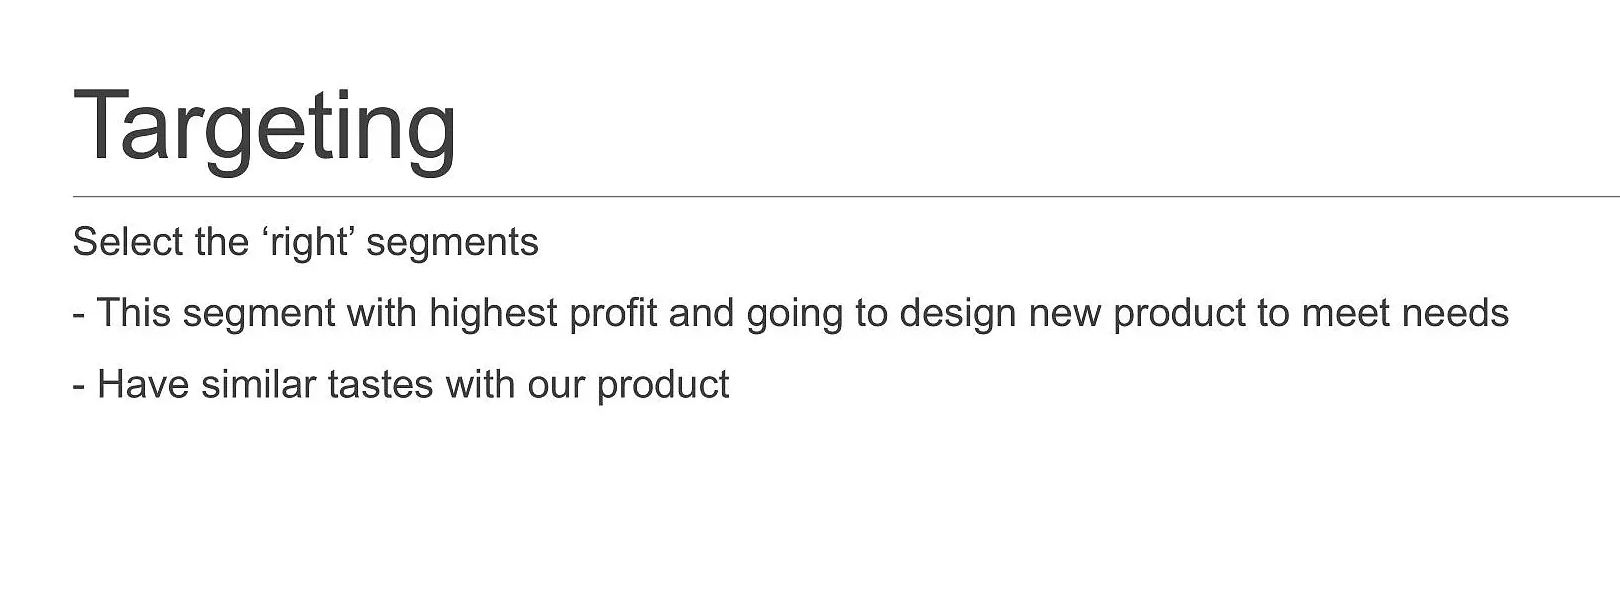 Targeting
Select the ‘right’ segments
- This segment with highest profit and going to design new product to meet needs
- Have similar tastes with our product